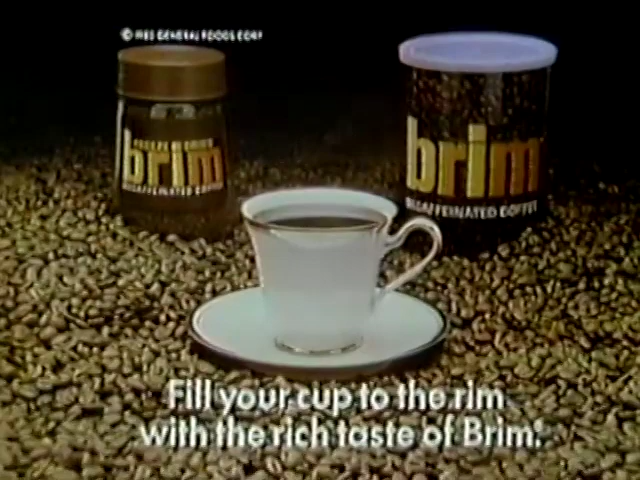 © 1983 GENERAL FOODS CORP
brim
DECAFFEINATED COFFEE
brim
DECAFFEINATED COFFEE
Fill your cup to the rim
with the rich taste of Brim.®